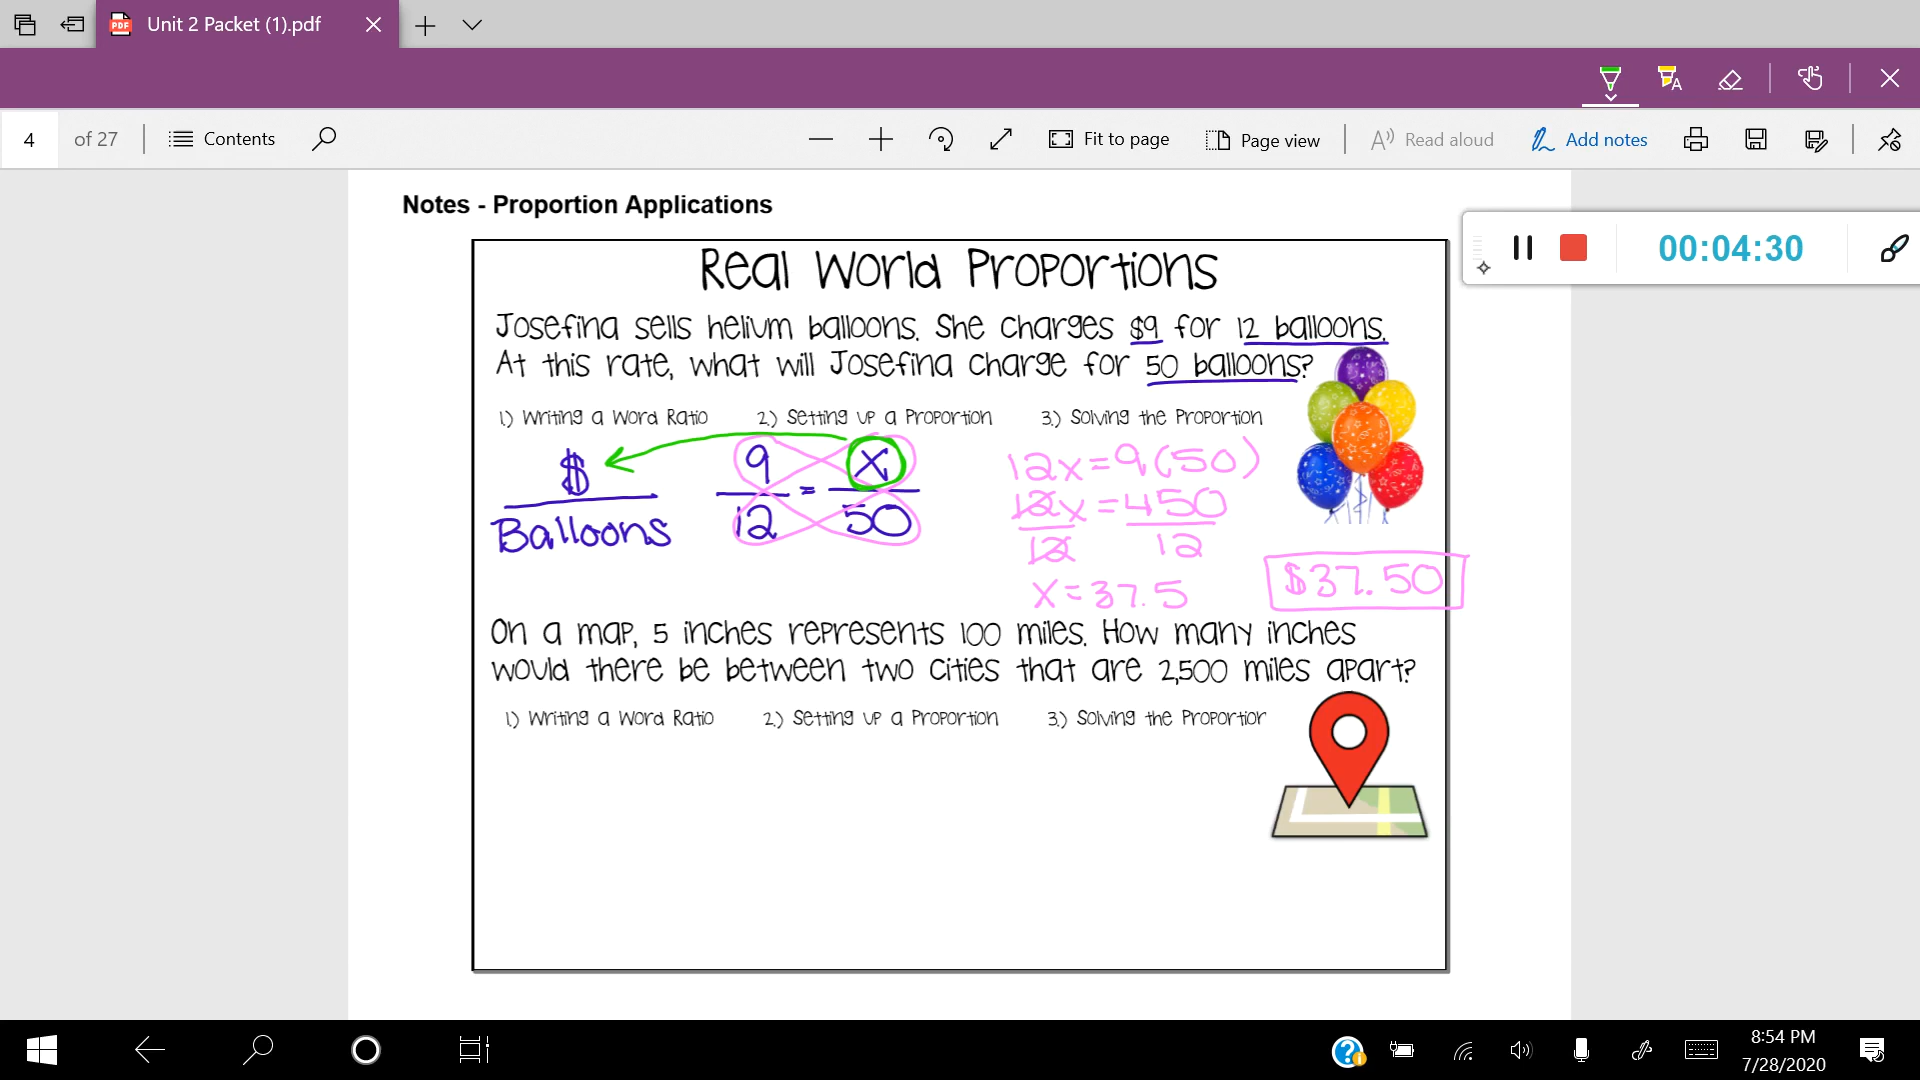 Unit 2 Packet (1).pdf
4 of 27 Contents Fit to page Page view Read aloud Add notes
Notes - Proportion Applications
00:04:30
Real World Proportions
Josefina sells helium balloons. She charges $9 for 12 balloons.
At this rate, what will Josefina charge for 50 balloons?
1.) Writing a Word Ratio 2.) Setting up a Proportion 3.) Solving the Proportion
$
Balloons
9 = x
12 50
12x=9(50)
12x=450
12 12
x=37.5
$37.50
On a map, 5 inches represents 100 miles. How many inches
would there be between two cities that are 2,500 miles apart?
1.) Writing a Word Ratio 2.) Setting up a Proportion 3.) Solving the Proportion
8:54 PM
7/28/2020